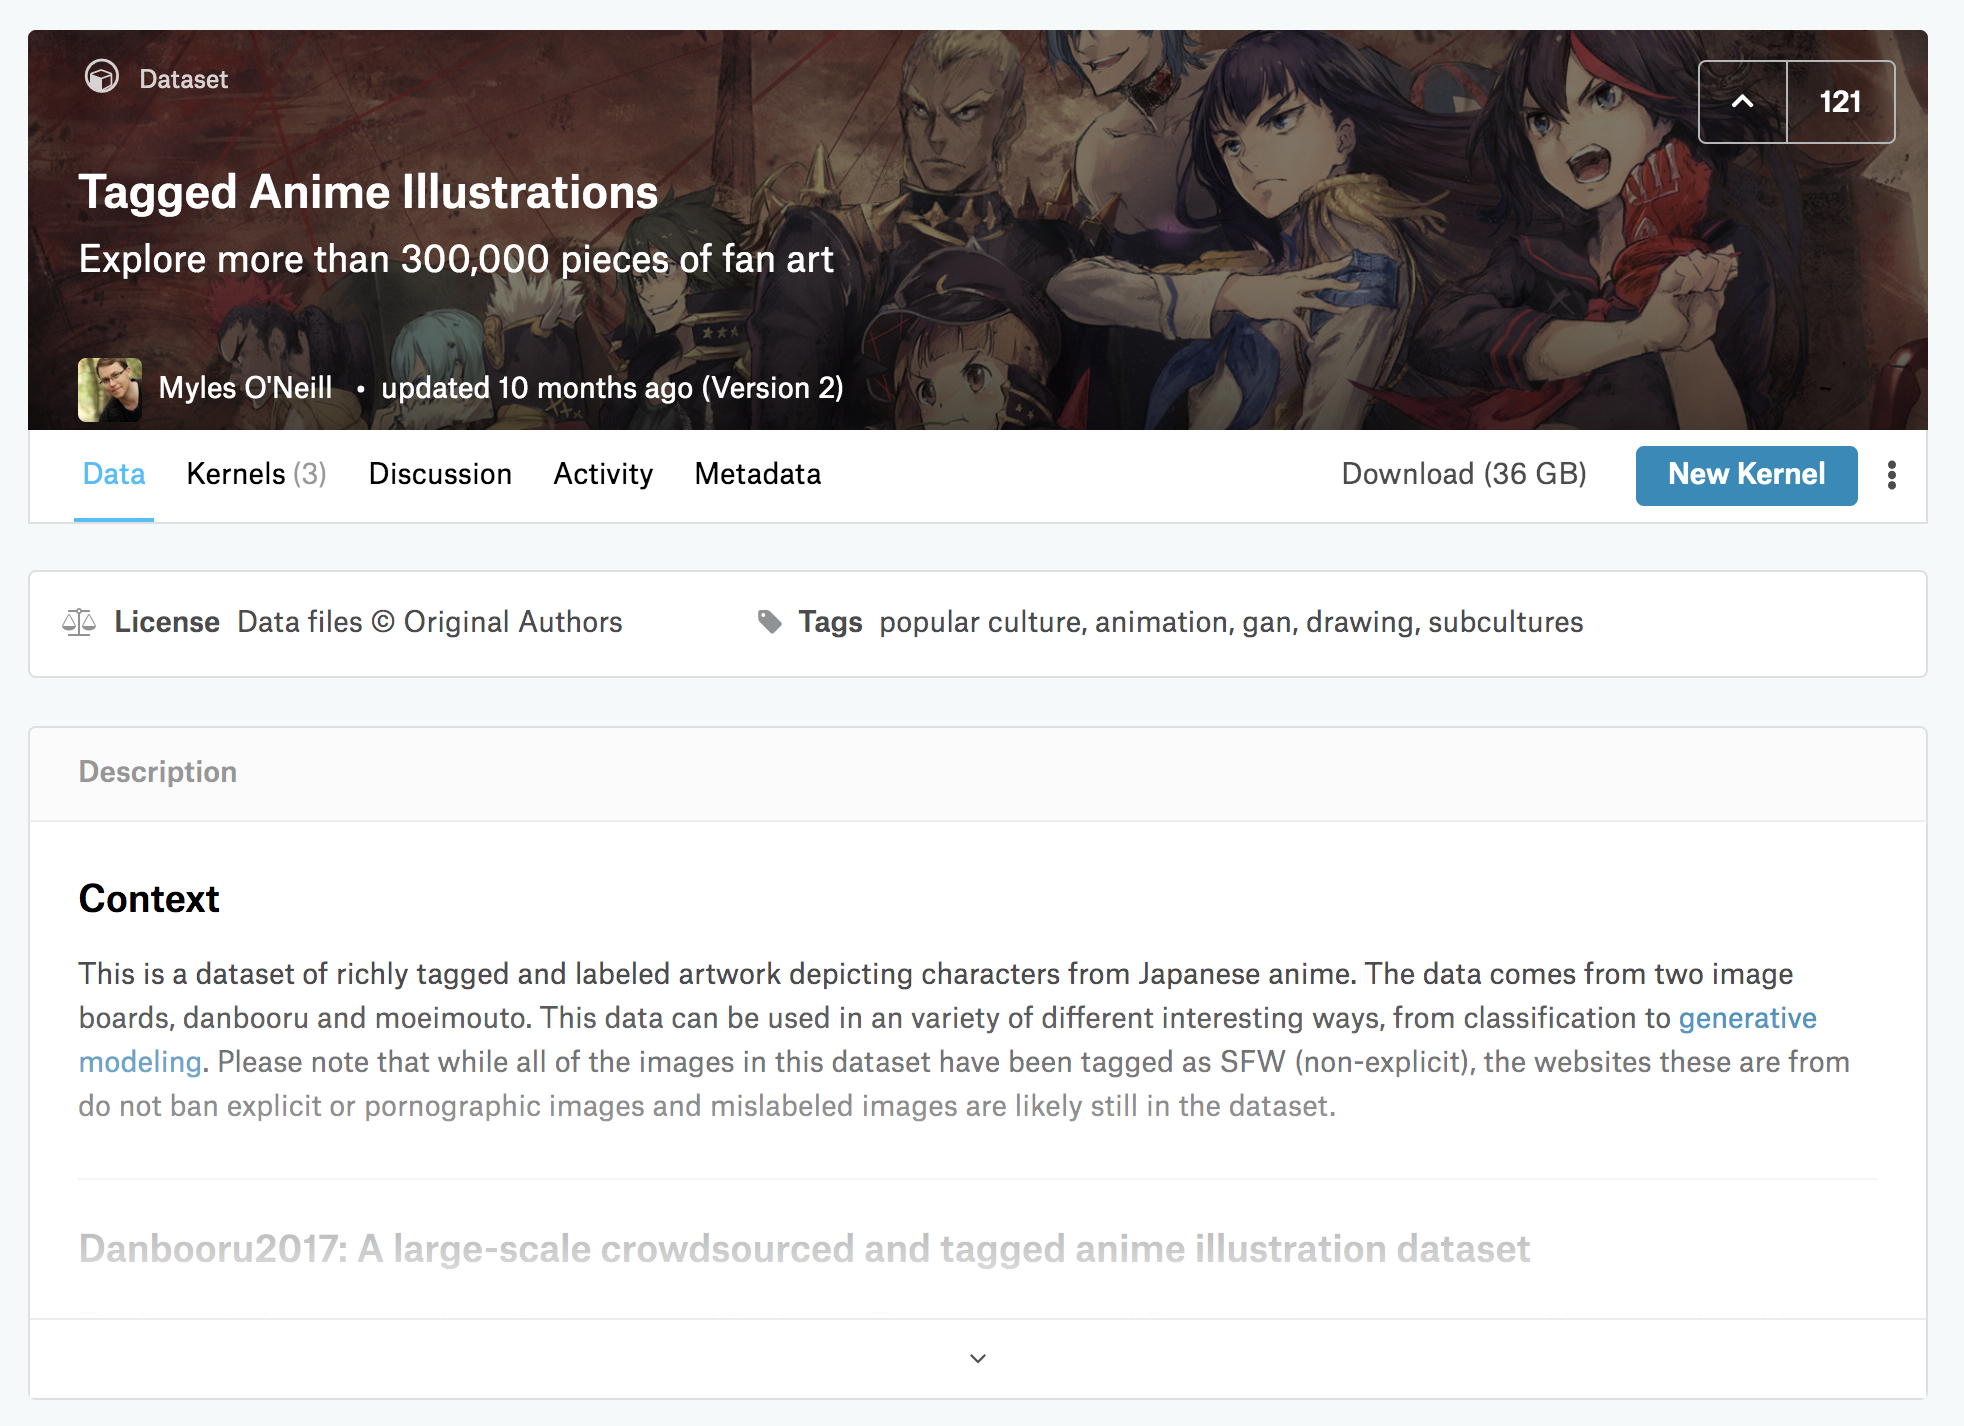 Dataset
121
Tagged Anime Illustrations
Explore more than 300,000 pieces of fan art
Myles O'Neill • updated 10 months ago (Version 2)
Data Kernels (3) Discussion Activity Metadata Download (36 GB) New Kernel
License Data files © Original Authors Tags popular culture, animation, gan, drawing, subcultures
Description
Context
This is a dataset of richly tagged and labeled artwork depicting characters from Japanese anime. The data comes from two image
boards, danbooru and moeimouto. This data can be used in an variety of different interesting ways, from classification to generative
modeling. Please note that while all of the images in this dataset have been tagged as SFW (non-explicit), the websites these are from
do not ban explicit or pornographic images and mislabeled images are likely still in the dataset.
Danbooru2017: A large-scale crowdsourced and tagged anime illustration dataset